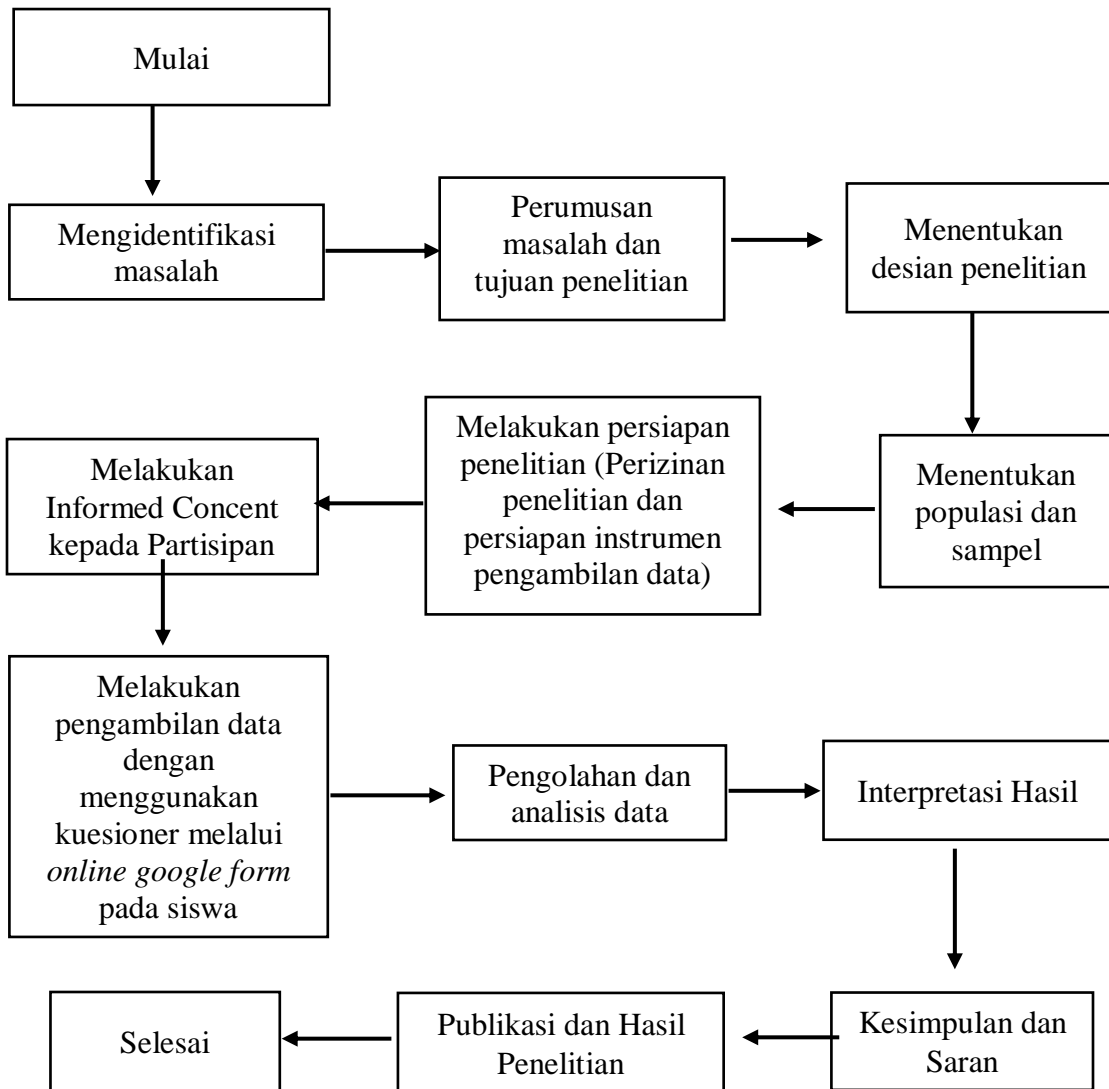 Mulai
Mengidentifikasi
masalah
Perumusan
masalah dan
tujuan penelitian
Menentukan
desian penelitian
Menentukan
populasi dan
sampel
Melakukan persiapan
penelitian (Perizinan
penelitian dan
persiapan instrumen
pengambilan data)
Melakukan
Informed Concent
kepada Partisipan
Melakukan
pengambilan data
dengan
menggunakan
kuesioner melalui
online google form
pada siswa
Pengolahan dan
analisis data
Interpretasi Hasil
Kesimpulan dan
Saran
Publikasi dan Hasil
Penelitian
Selesai